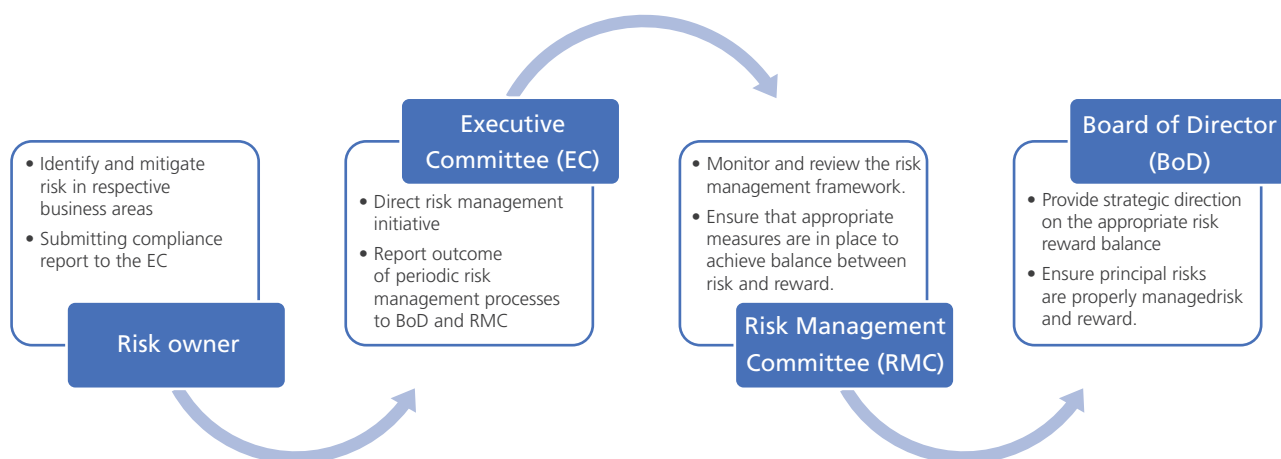 • Identify and mitigate
risk in respective
business areas
• Submitting compliance
report to the EC
Risk owner
Executive
Committee (EC)
• Direct risk management
initiative
• Report outcome
of periodic risk
management processes
to BoD and RMC
• Monitor and review the risk
management framework.
• Ensure that appropriate
measures are in place to
achieve balance between
risk and reward.
Risk Management
Committee (RMC)
Board of Director
(BoD)
• Provide strategic direction
on the appropriate risk
reward balance
• Ensure principal risks
are properly managedrisk
and reward.